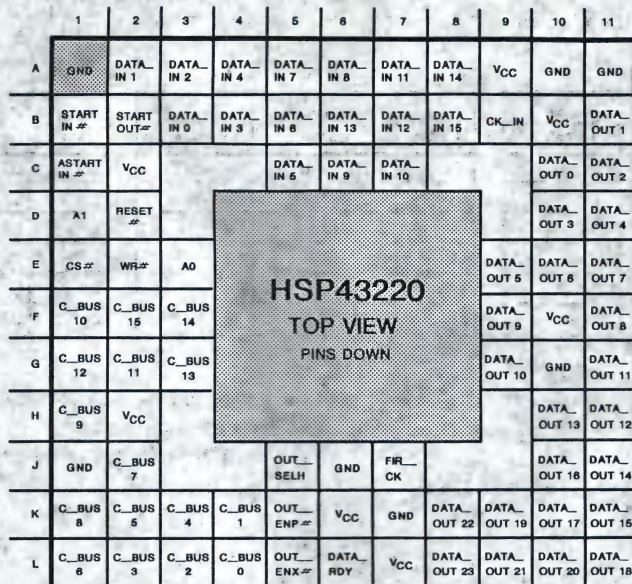 1 2 3 4 5 6 7 8 9 10 11
A GND DATA_ IN 1 DATA_ IN 2 DATA_ IN 4 DATA_ IN 7 DATA_ IN 8 DATA_ IN 11 DATA_ IN 14 VCC GND GND
B START IN # START OUT# DATA_ IN 0 DATA_ IN 3 DATA_ IN 6 DATA_ IN 13 DATA_ IN 12 DATA_ IN 15 CK_IN VCC DATA_ OUT 1
C ASTART IN # VCC DATA_ IN 5 DATA_ IN 9 DATA_ IN 10 DATA_ OUT 0 DATA_ OUT 2
D A1 RESET # DATA_ OUT 3 DATA_ OUT 4
E CS# WR# A0 DATA_ OUT 5 DATA_ OUT 6 DATA_ OUT 7
HSP43220
F C_BUS 10 C_BUS 15 C_BUS 14 DATA_ OUT 9 VCC DATA_ OUT 8
TOP VIEW
PINS DOWN
G C_BUS 12 C_BUS 11 C_BUS 13 DATA_ OUT 10 GND DATA_ OUT 11
H C_BUS 9 VCC DATA_ OUT 13 DATA_ OUT 12
J GND C_BUS 7 OUT_ SELH GND FIR_ CK DATA_ OUT 16 DATA_ OUT 14
K C_BUS 8 C_BUS 5 C_BUS 4 C_BUS 1 OUT_ ENP# VCC GND DATA_ OUT 22 DATA_ OUT 19 DATA_ OUT 17 DATA_ OUT 15
L C_BUS 6 C_BUS 3 C_BUS 2 C_BUS 0 OUT_ ENX# DATA_ RDY VCC DATA_ OUT 23 DATA_ OUT 21 DATA_ OUT 20 DATA_ OUT 18